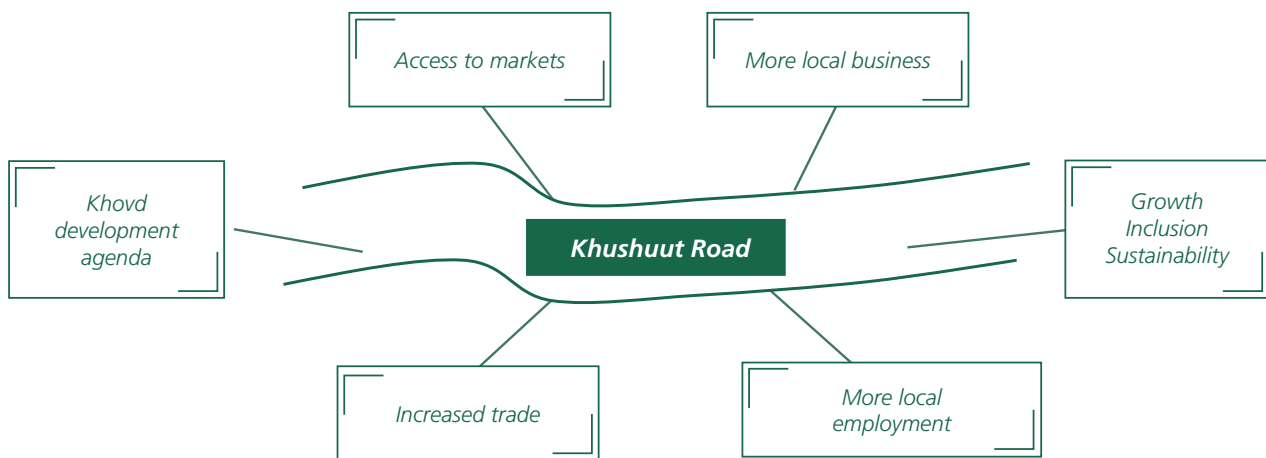 Access to markets
More local business
Khovd
development
agenda
Khushuut Road
Growth
Inclusion
Sustainability
Increased trade
More local
employment